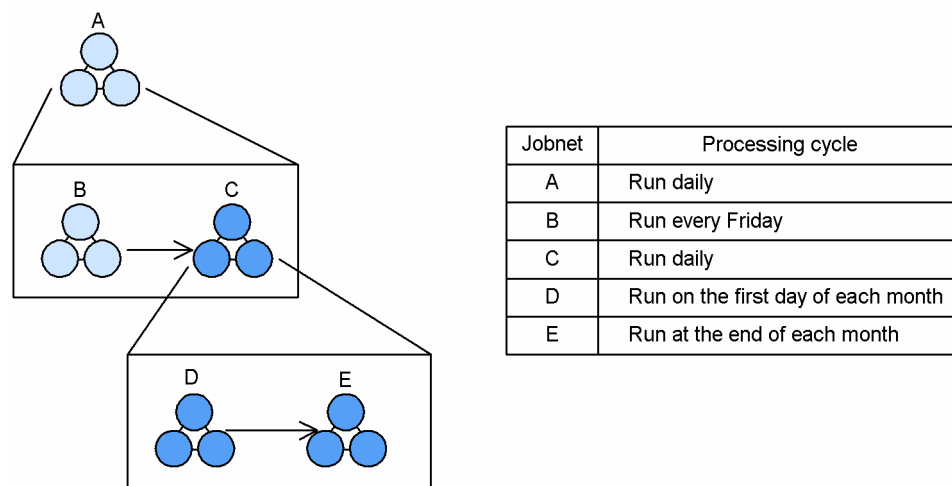 A
B
C
D
E
Jobnet Processing cycle
A Run daily
B Run every Friday
C Run daily
D Run on the first day of each month
E Run at the end of each month